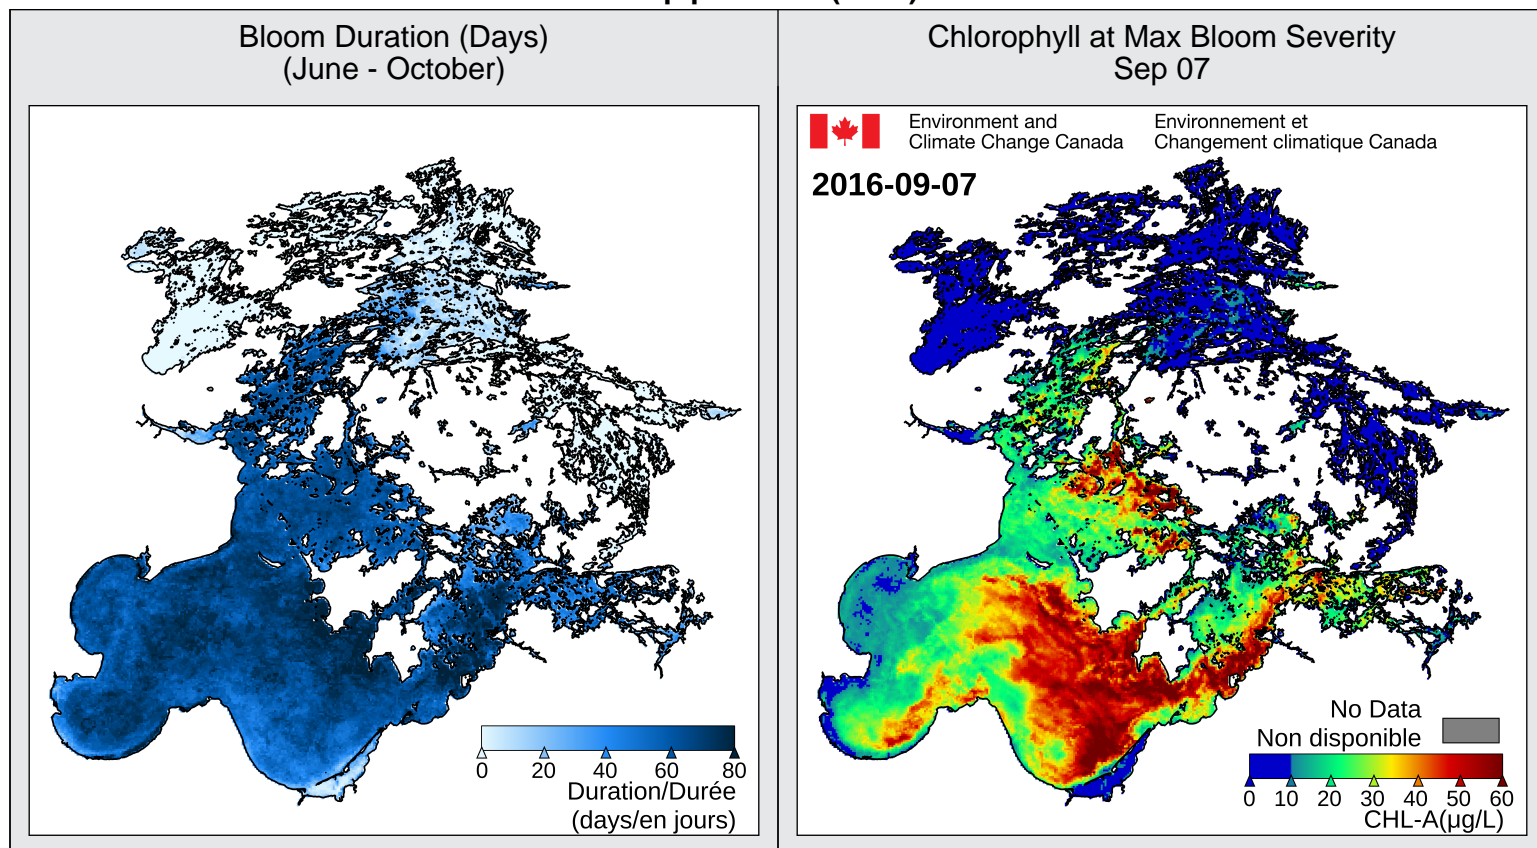 Bloom Duration (Days)
(June - October)
0 20 40 60 80
Duration/Durée
(days/en jours)
Chlorophyll at Max Bloom Severity
Sep 07
Environment and
Climate Change Canada
Environnement et
Changement climatique Canada
2016-09-07
No Data
Non disponible
0 10 20 30 40 50 60
CHL-A(µg/L)